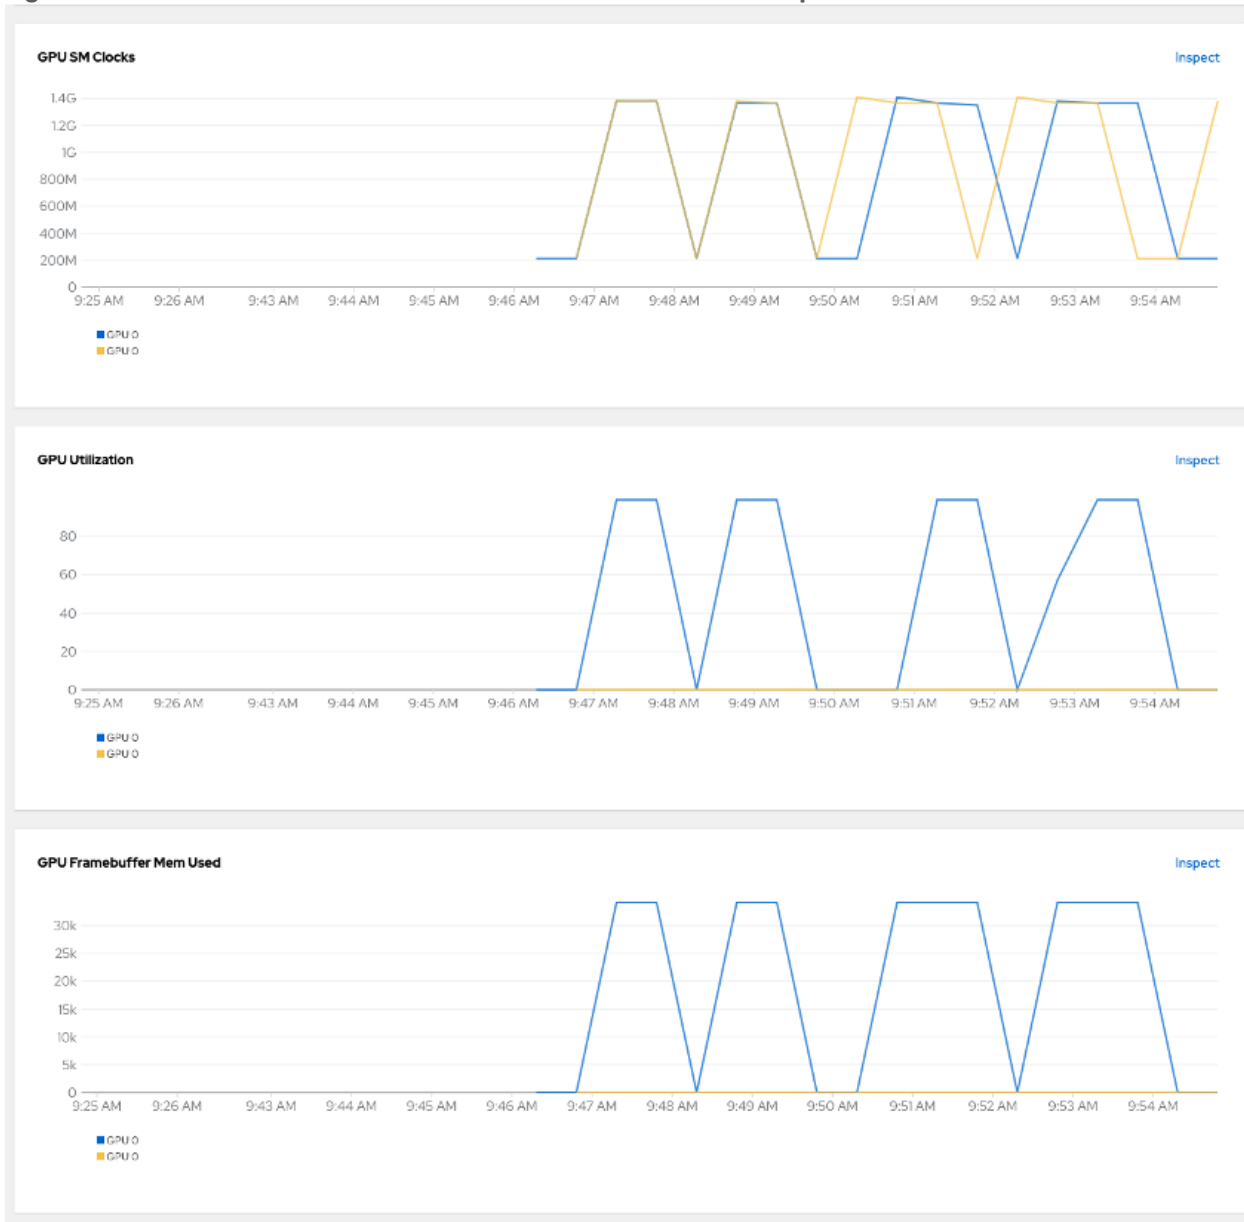 GPU SM Clocks Inspect
1.4G
1.2G
1G
800M
600M
400M
200M
0
9:25 AM 9:26 AM 9:43 AM 9:44 AM 9:45 AM 9:46 AM 9:47 AM 9:48 AM 9:49 AM 9:50 AM 9:51 AM 9:52 AM 9:53 AM 9:54 AM
GPU 0
GPU 0
GPU Utilization Inspect
80
60
40
20
0
9:25 AM 9:26 AM 9:43 AM 9:44 AM 9:45 AM 9:46 AM 9:47 AM 9:48 AM 9:49 AM 9:50 AM 9:51 AM 9:52 AM 9:53 AM 9:54 AM
GPU 0
GPU 0
GPU Framebuffer Mem Used Inspect
30k
25k
20k
15k
10k
5k
0
9:25 AM 9:26 AM 9:43 AM 9:44 AM 9:45 AM 9:46 AM 9:47 AM 9:48 AM 9:49 AM 9:50 AM 9:51 AM 9:52 AM 9:53 AM 9:54 AM
GPU 0
GPU 0